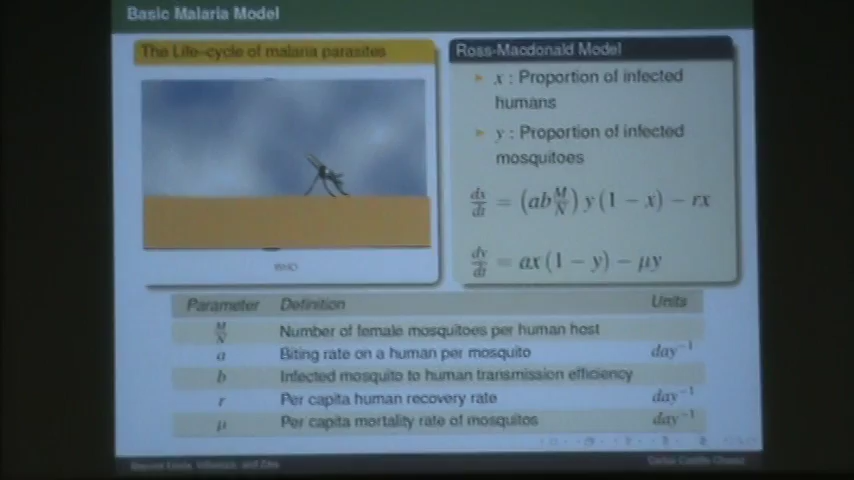 Basic Malaria Model
The Life-cycle of malaria parasites
WHO
Ross-Macdonald Model
x : Proportion of infected
humans
y : Proportion of infected
mosquitoes
dx/dt = (ab M/N) y (1 − x) − rx
dy/dt = ax (1 − y) − μy
Parameter Definition Units
M/N Number of female mosquitoes per human host
a Biting rate on a human per mosquito day⁻¹
b Infected mosquito to human transmission efficiency
r Per capita human recovery rate day⁻¹
μ Per capita mortality rate of mosquitos day⁻¹